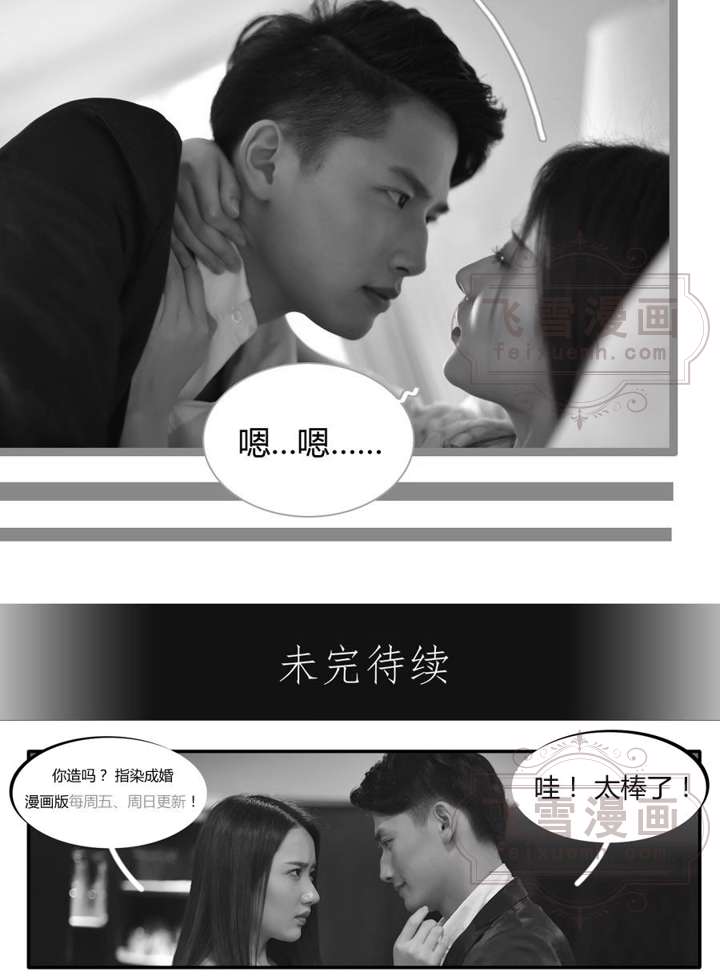 飞雪漫画
feixuemh.com
嗯...嗯......
未完待续
你造吗？ 指染成婚
漫画版每周五、周日更新！
哇！ 太棒了！
飞雪漫画
feixuemh.com